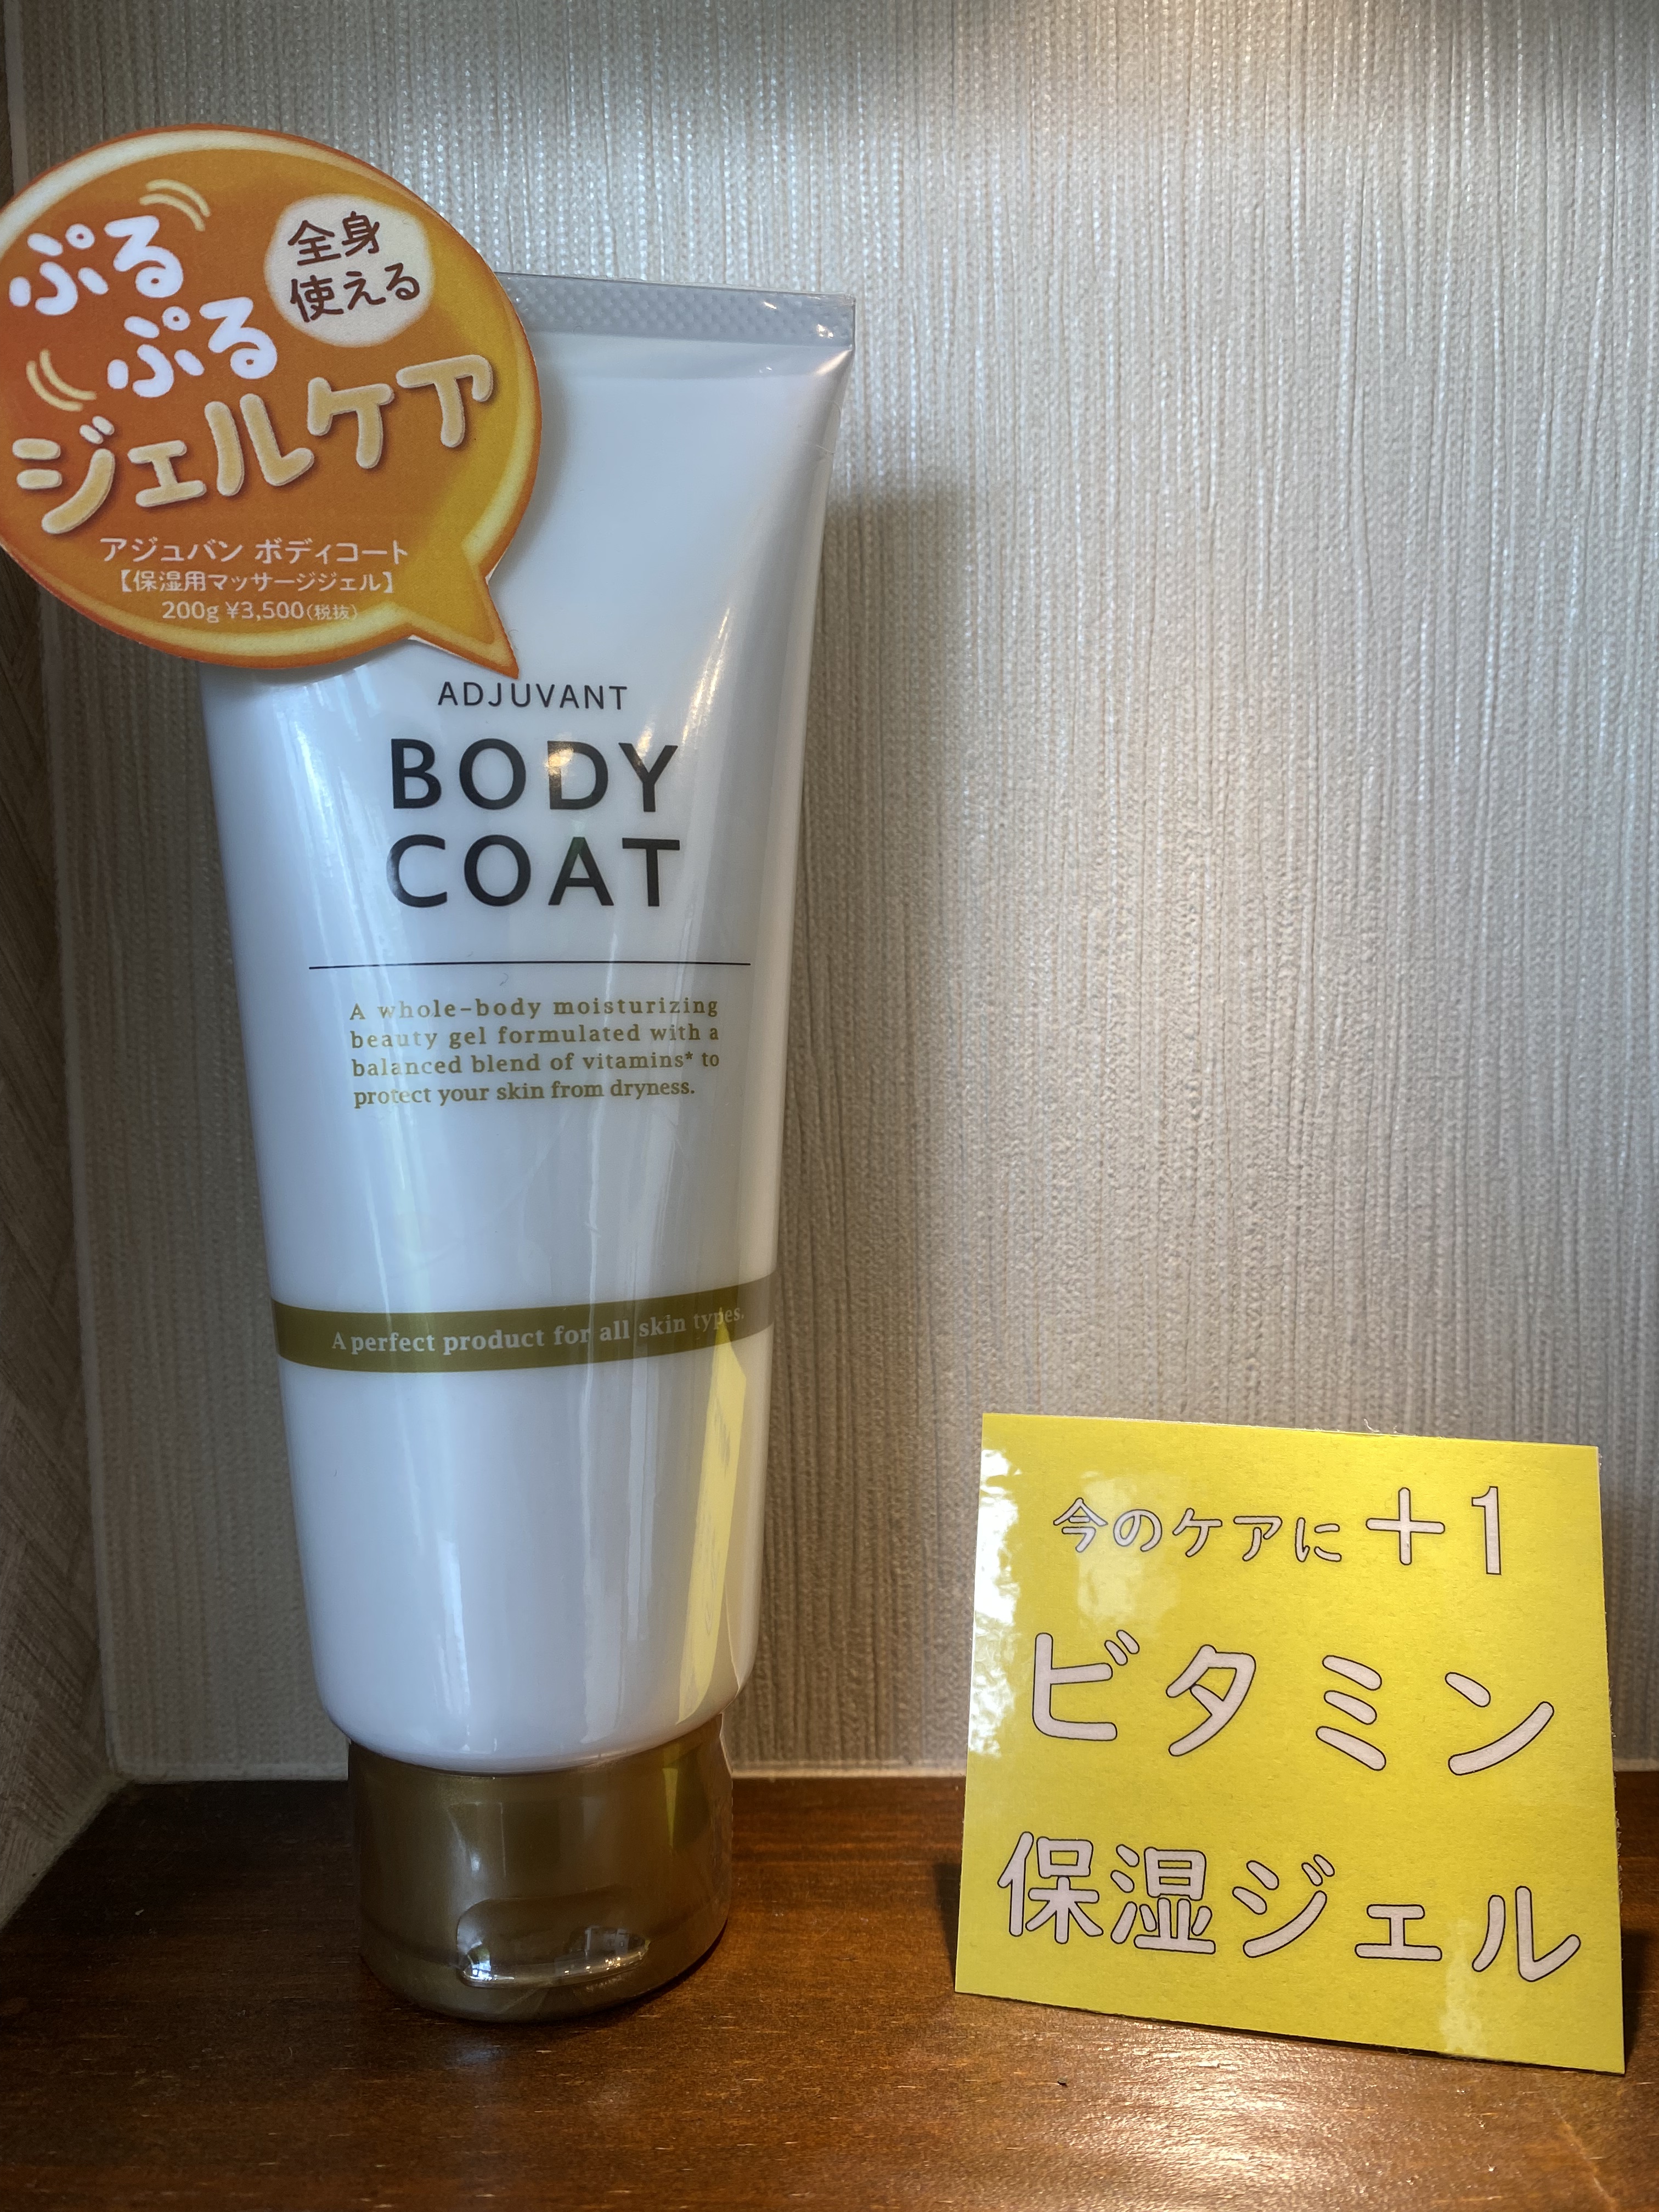 ぷる
ぷる
全身
使える
ジェルケア
アジュバン ボディコート
【保湿用マッサージジェル】
200g ¥3,500(税抜)
ADJUVANT
BODY
COAT
A whole-body moisturizing
beauty gel formulated with a
balanced blend of vitamins* to
protect your skin from dryness.
A perfect product for all skin types.
今のケアに+1
ビタミン
保湿ジェル